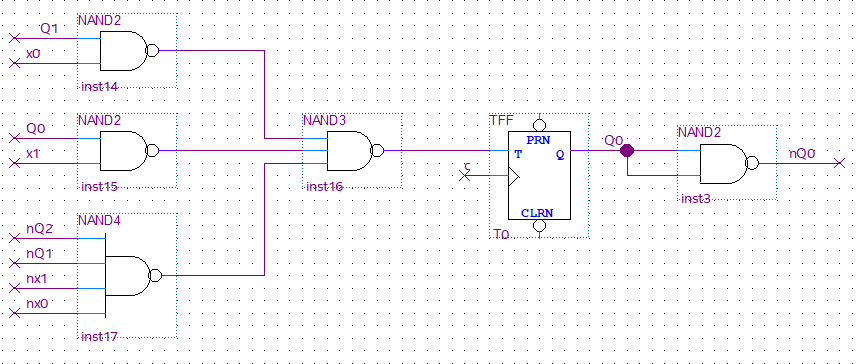 NAND2
Q1
x0
inst14
NAND2
Q0
x1
inst15
NAND4
nQ2
nQ1
nx1
nx0
inst17
NAND3
inst16
TFF
PRN
T
Q
CLRN
T0
c
Q0
NAND2
inst3
nQ0